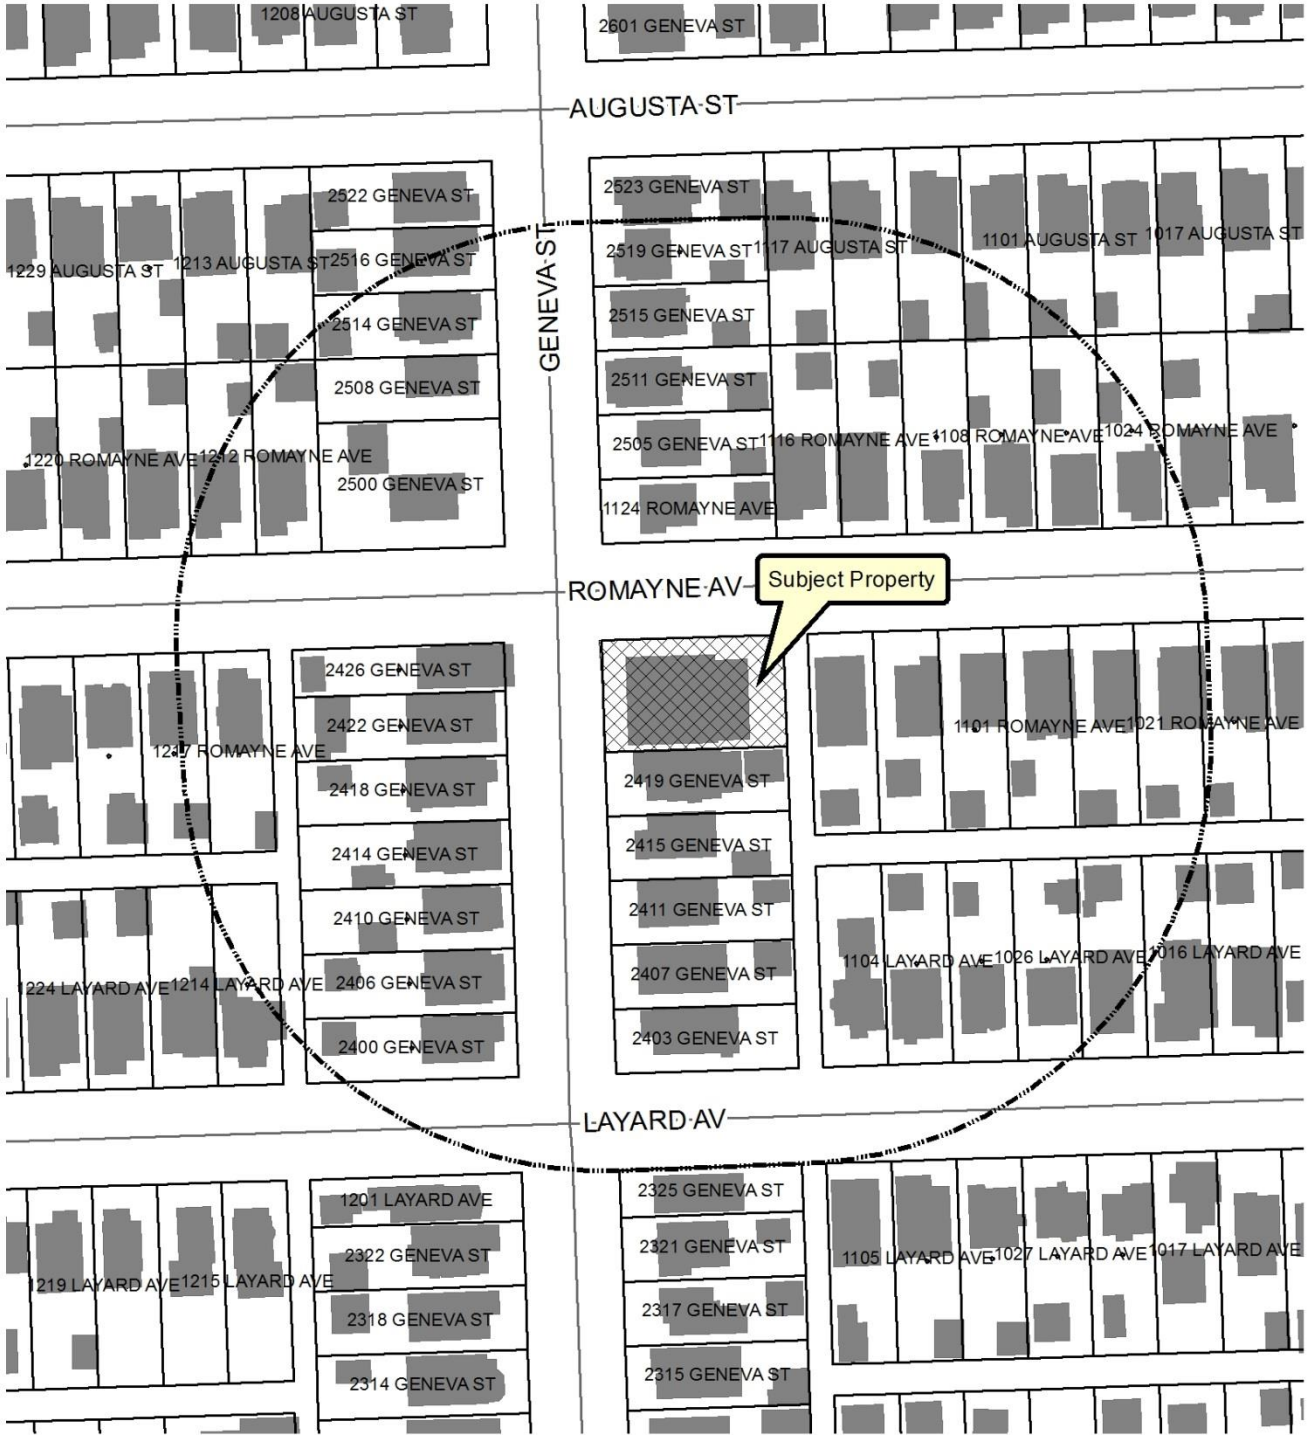 1208 AUGUSTA ST
2601 GENEVA ST
AUGUSTA ST
2522 GENEVA ST
2523 GENEVA ST
GENEVA ST
1229 AUGUSTA ST
1213 AUGUSTA ST
2516 GENEVA ST
2519 GENEVA ST
1117 AUGUSTA ST
1101 AUGUSTA ST
1017 AUGUSTA ST
2514 GENEVA ST
2515 GENEVA ST
2508 GENEVA ST
2511 GENEVA ST
1220 ROMAYNE AVE
1212 ROMAYNE AVE
2500 GENEVA ST
2505 GENEVA ST
1116 ROMAYNE AVE
1108 ROMAYNE AVE
1024 ROMAYNE AVE
1124 ROMAYNE AVE
ROMAYNE AV
Subject Property
2426 GENEVA ST
2422 GENEVA ST
1217 ROMAYNE AVE
1101 ROMAYNE AVE
1021 ROMAYNE AVE
2418 GENEVA ST
2419 GENEVA ST
2414 GENEVA ST
2415 GENEVA ST
2410 GENEVA ST
2411 GENEVA ST
1224 LAYARD AVE
1214 LAYARD AVE
2406 GENEVA ST
2407 GENEVA ST
1104 LAYARD AVE
1026 LAYARD AVE
1016 LAYARD AVE
2400 GENEVA ST
2403 GENEVA ST
LAYARD AV
1201 LAYARD AVE
2325 GENEVA ST
2322 GENEVA ST
2321 GENEVA ST
1219 LAYARD AVE
1215 LAYARD AVE
1105 LAYARD AVE
1027 LAYARD AVE
1017 LAYARD AVE
2318 GENEVA ST
2317 GENEVA ST
2314 GENEVA ST
2315 GENEVA ST